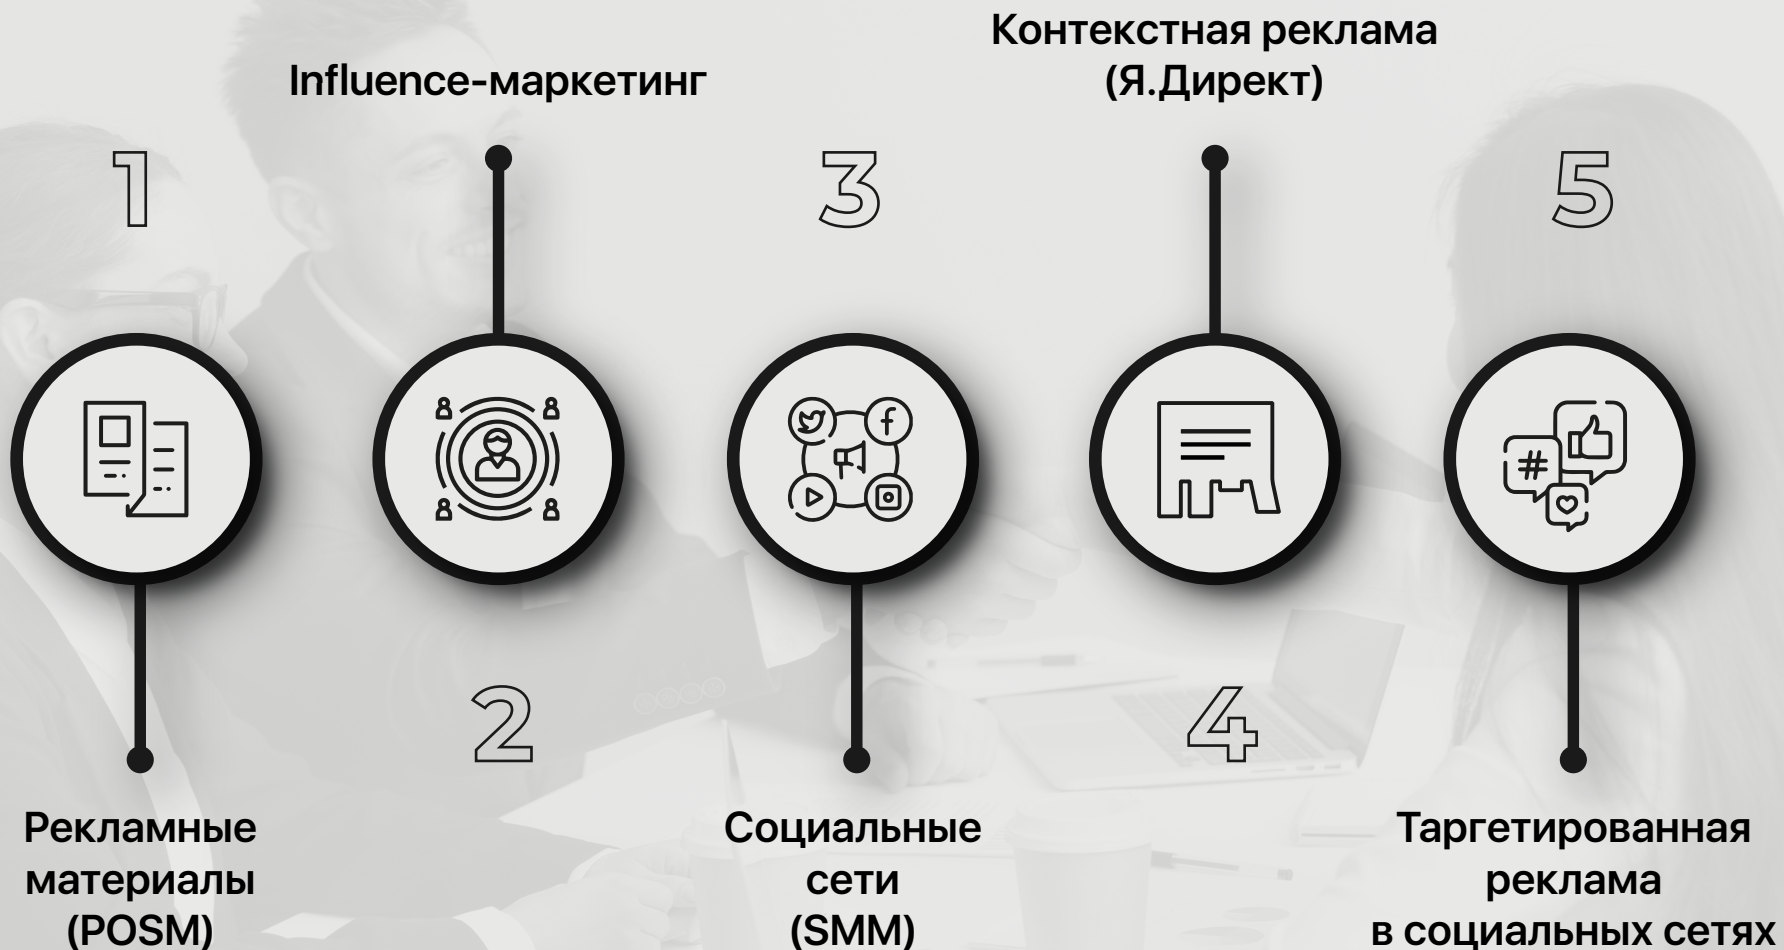 1
Рекламные
материалы
(POSM)
Influence-маркетинг
2
3
Социальные
сети
(SMM)
Контекстная реклама
(Я.Директ)
4
5
Таргетированная
реклама
в социальных сетях